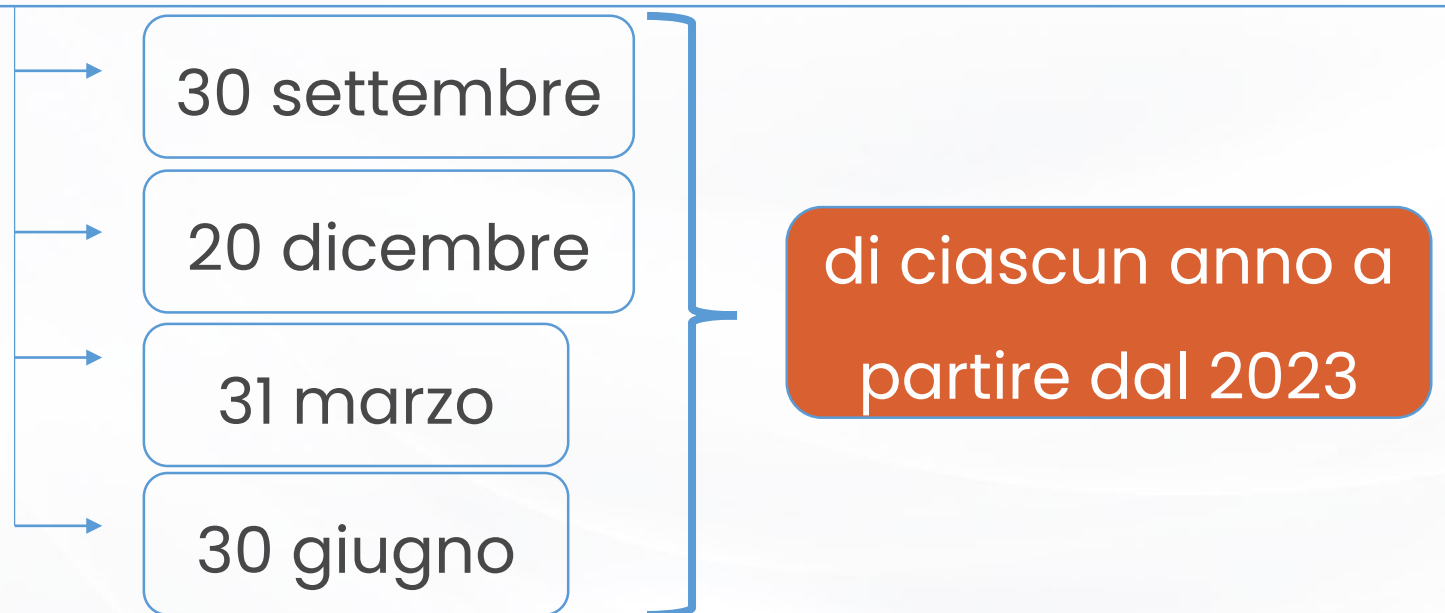 30 settembre
20 dicembre
31 marzo
30 giugno
di ciascun anno a
partire dal 2023